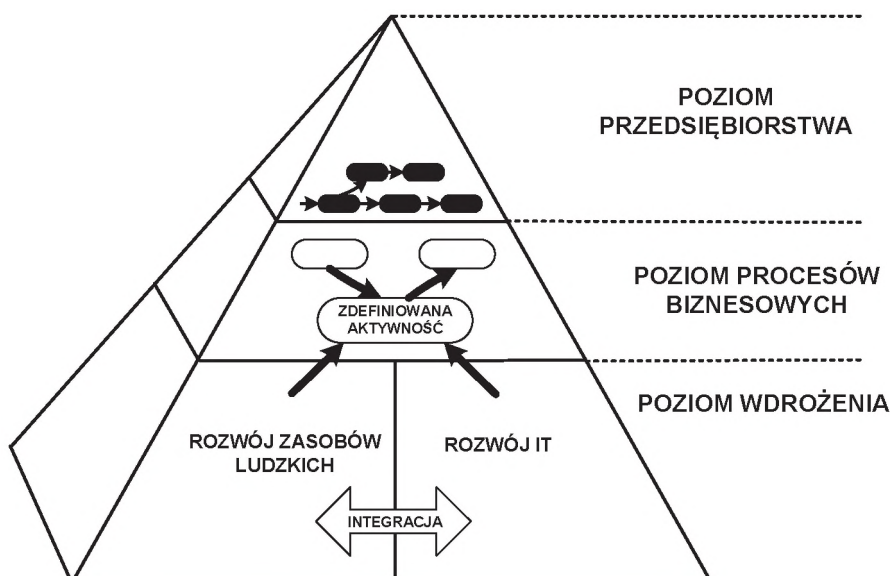 POZIOM
PRZEDSIĘBIORSTWA
POZIOM PROCESÓW
BIZNESOWYCH
ZDEFINIOWANA
AKTYWNOŚĆ
POZIOM WDROŻENIA
ROZWÓJ ZASOBÓW
LUDZKICH
ROZWÓJ IT
INTEGRACJA